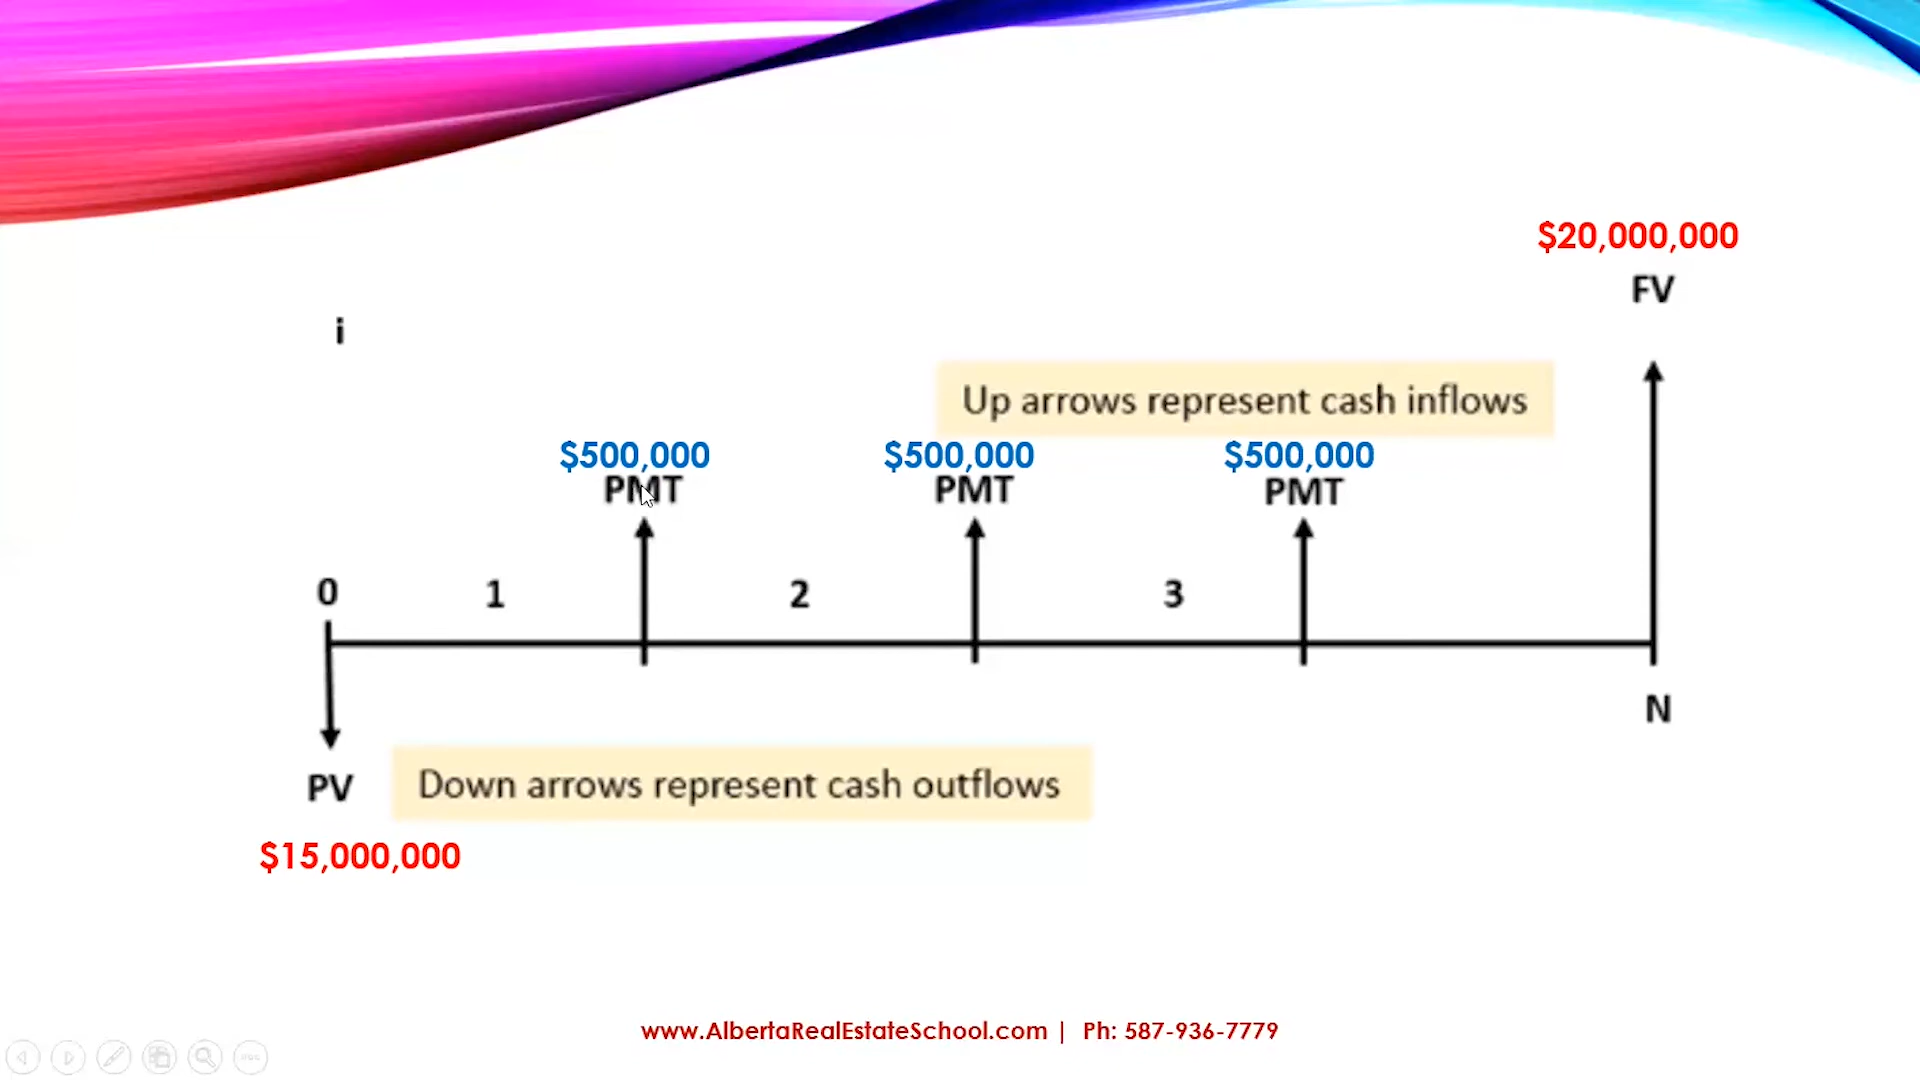 $20,000,000
FV
i
Up arrows represent cash inflows
$500,000 $500,000 $500,000
PMT PMT PMT
0 1 2 3
N
PV
Down arrows represent cash outflows
$15,000,000
www.AlbertaRealEstateSchool.com | Ph: 587-936-7779